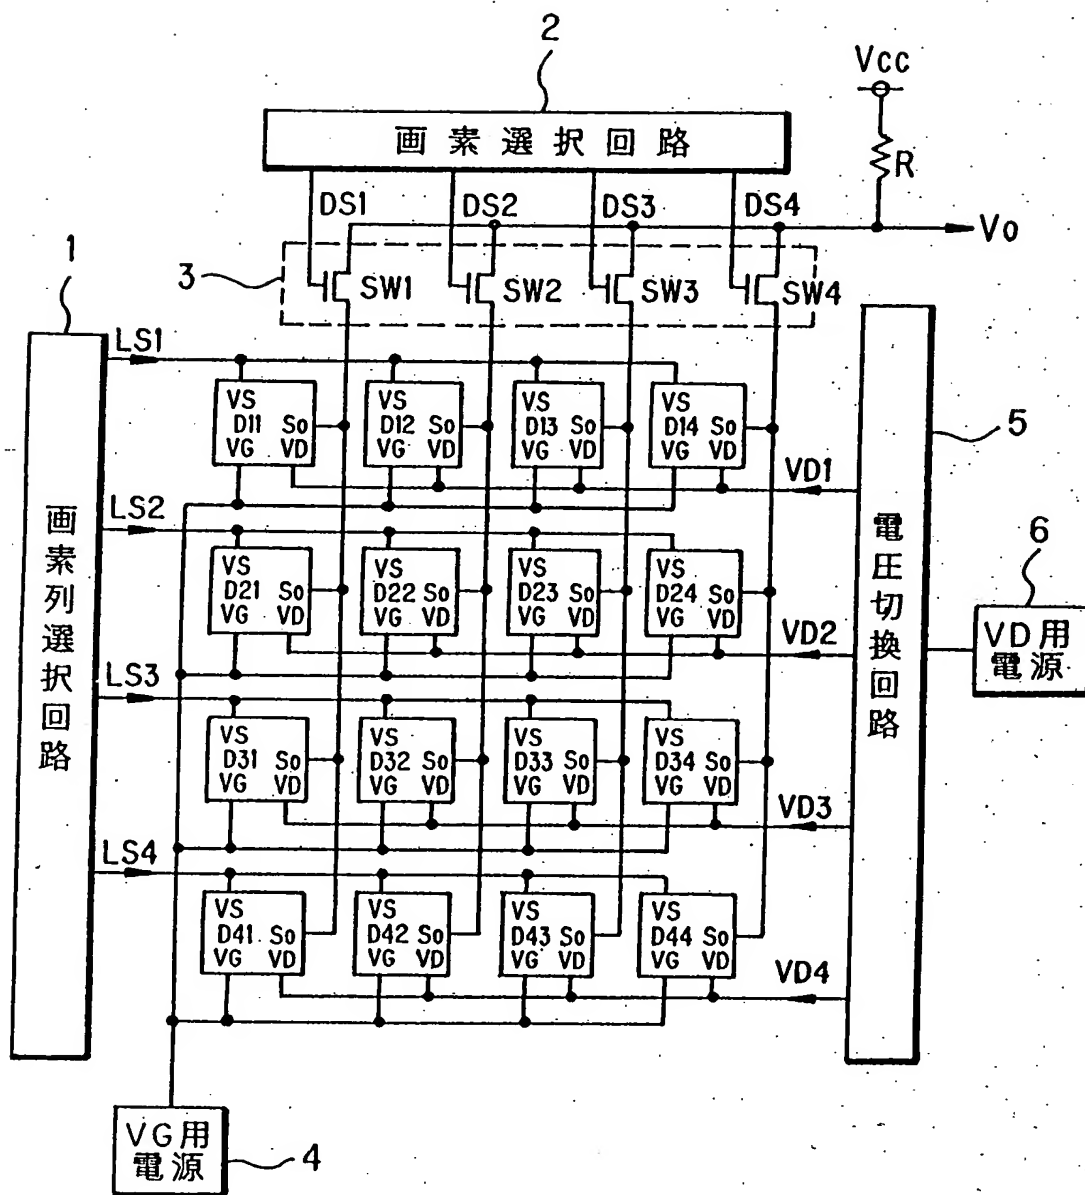 2
Vcc
画素選択回路
R
DS1 DS2 DS3 DS4
Vo
1
3
SW1 SW2 SW3 SW4
LS1
5
VS VS VS VS
D11 So D12 So D13 So D14 So
VG VD VG VD VG VD VG VD
VD1
LS2
VS VS VS VS
D21 So D22 So D23 So D24 So
VG VD VG VD VG VD VG VD
VD2
6
VD用
電源
画素列選択回路
電圧切換回路
LS3
VS VS VS VS
D31 So D32 So D33 So D34 So
VG VD VG VD VG VD VG VD
VD3
LS4
VS VS VS VS
D41 So D42 So D43 So D44 So
VG VD VG VD VG VD VG VD
VD4
VG用
電源
4